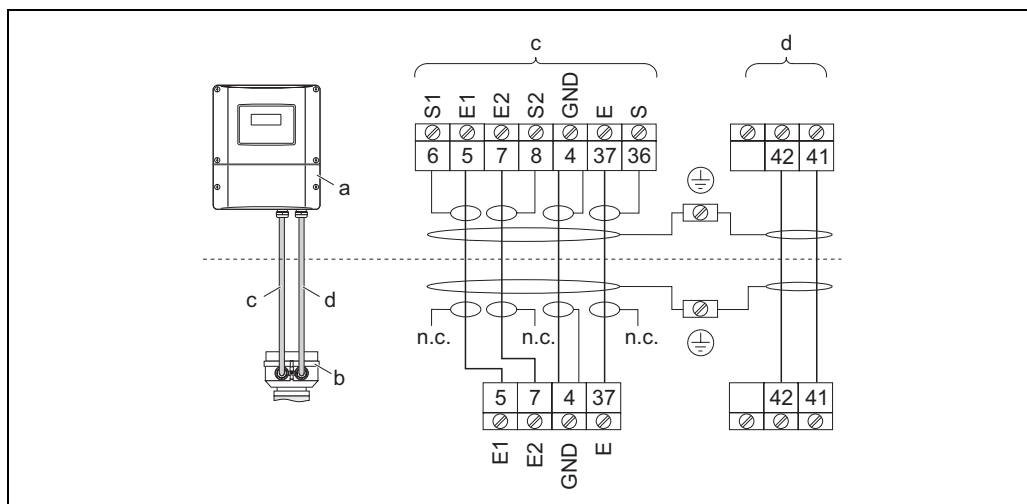 c
d
S1 E1 E2 S2 GND E S
6 5 7 8 4 37 36
42 41
a
c
d
n.c. n.c. n.c.
b
5 7 4 37
42 41
E1 E2 GND E